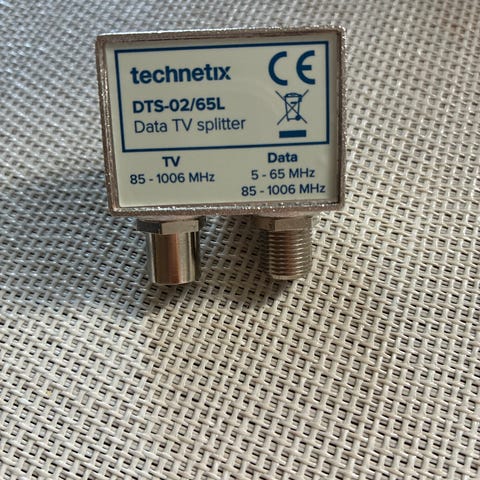 technetix
CE
DTS-02/65L
Data TV splitter
TV
85 - 1006 MHz
Data
5 - 65 MHz
85 - 1006 MHz